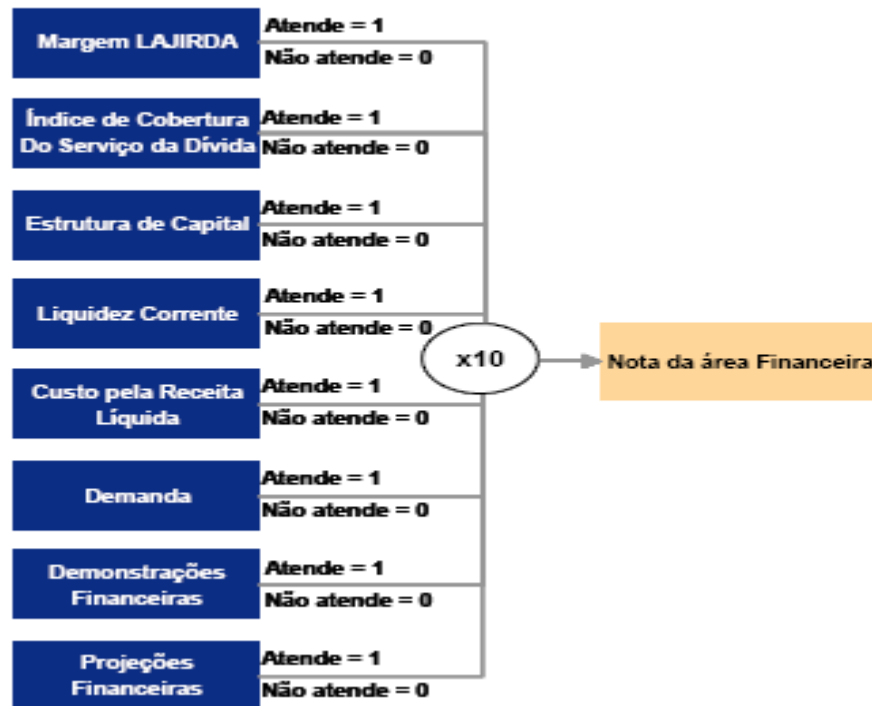 Margem LAJIRDA
Atende = 1
Não atende = 0
Índice de Cobertura
Do Serviço da Dívida
Atende = 1
Não atende = 0
Estrutura de Capital
Atende = 1
Não atende = 0
Liquidez Corrente
Atende = 1
Não atende = 0
Custo pela Receita
Líquida
Atende = 1
Não atende = 0
Demanda
Atende = 1
Não atende = 0
Demonstrações
Financeiras
Atende = 1
Não atende = 0
Projeções
Financeiras
Atende = 1
Não atende = 0
x10
Nota da área Financeira